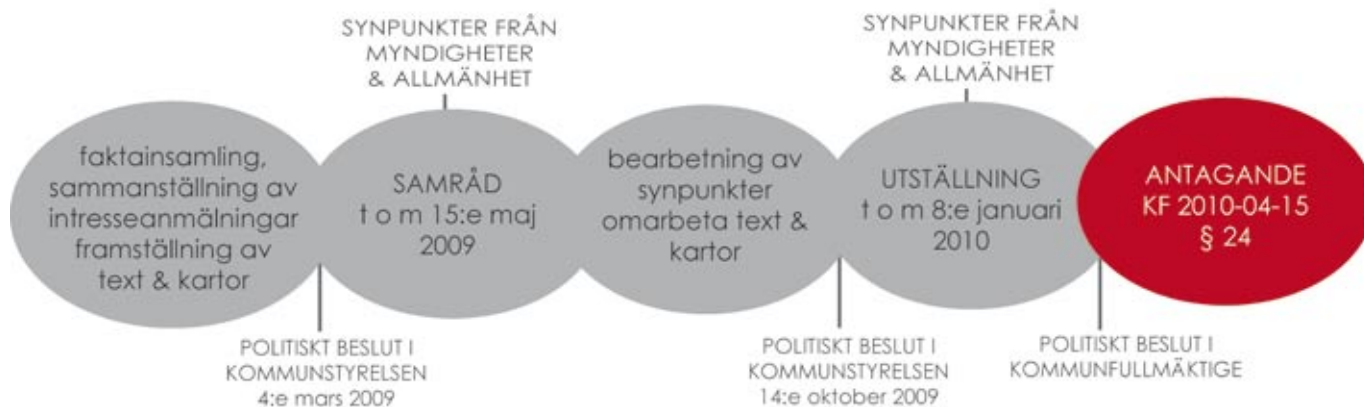 SYNPUNKTER FRÅN
MYNDIGHETER
& ALLMÄNHET
SYNPUNKTER FRÅN
MYNDIGHETER
& ALLMÄNHET
faktainsamling,
sammanställning av
intresseanmälningar
framställning av
text & kartor
SAMRÅD
t o m 15:e maj
2009
bearbetning av
synpunkter
omarbeta text &
kartor
UTSTÄLLNING
t o m 8:e januari
2010
ANTAGANDE
KF 2010-04-15
§ 24
POLITISKT BESLUT I
KOMMUNSTYRELSEN
4:e mars 2009
POLITISKT BESLUT I
KOMMUNSTYRELSEN
14:e oktober 2009
POLITISKT BESLUT I
KOMMUNFULLMÄKTIGE